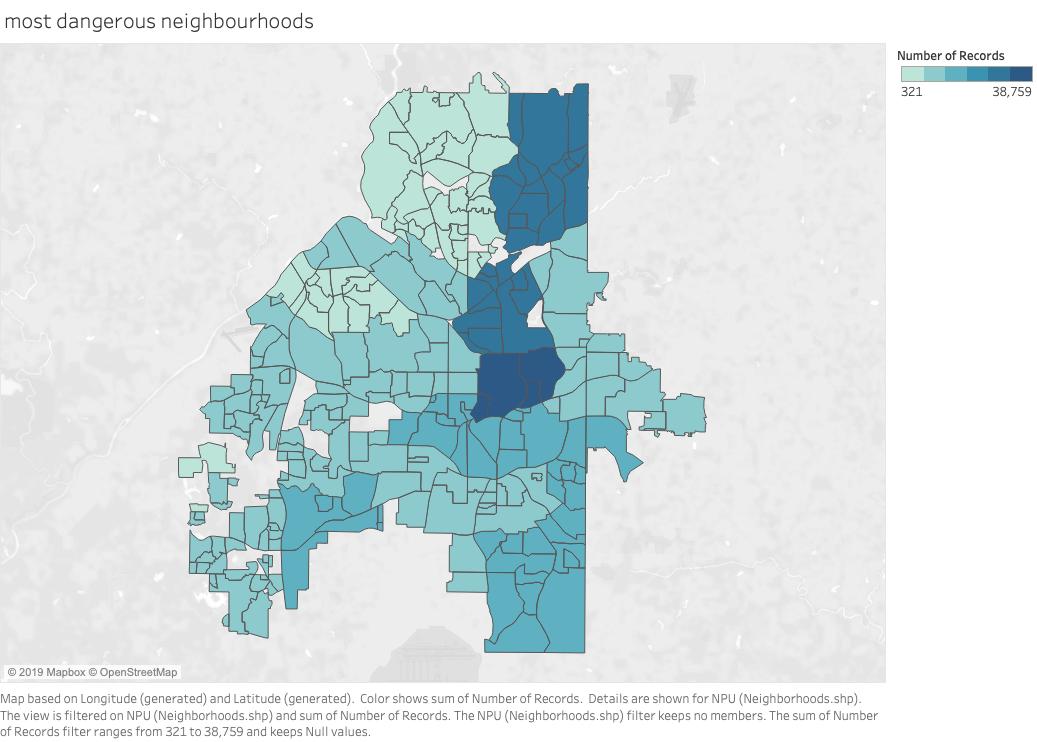 most dangerous neighbourhoods
Number of Records
321 38,759
© 2019 Mapbox © OpenStreetMap
Map based on Longitude (generated) and Latitude (generated).  Color shows sum of Number of Records.  Details are shown for NPU (Neighborhoods.shp).
The view is filtered on NPU (Neighborhoods.shp) and sum of Number of Records. The NPU (Neighborhoods.shp) filter keeps no members. The sum of Number
of Records filter ranges from 321 to 38,759 and keeps Null values.